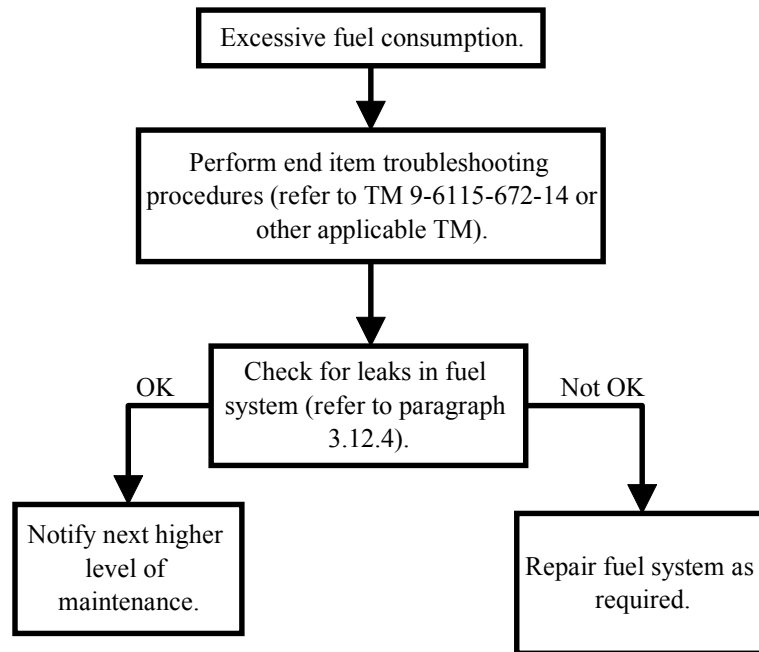 Excessive fuel consumption.
Perform end item troubleshooting
procedures (refer to TM 9-6115-672-14 or
other applicable TM).
Check for leaks in fuel
system (refer to paragraph
3.12.4).
OK
Not OK
Notify next higher
level of
maintenance.
Repair fuel system as
required.